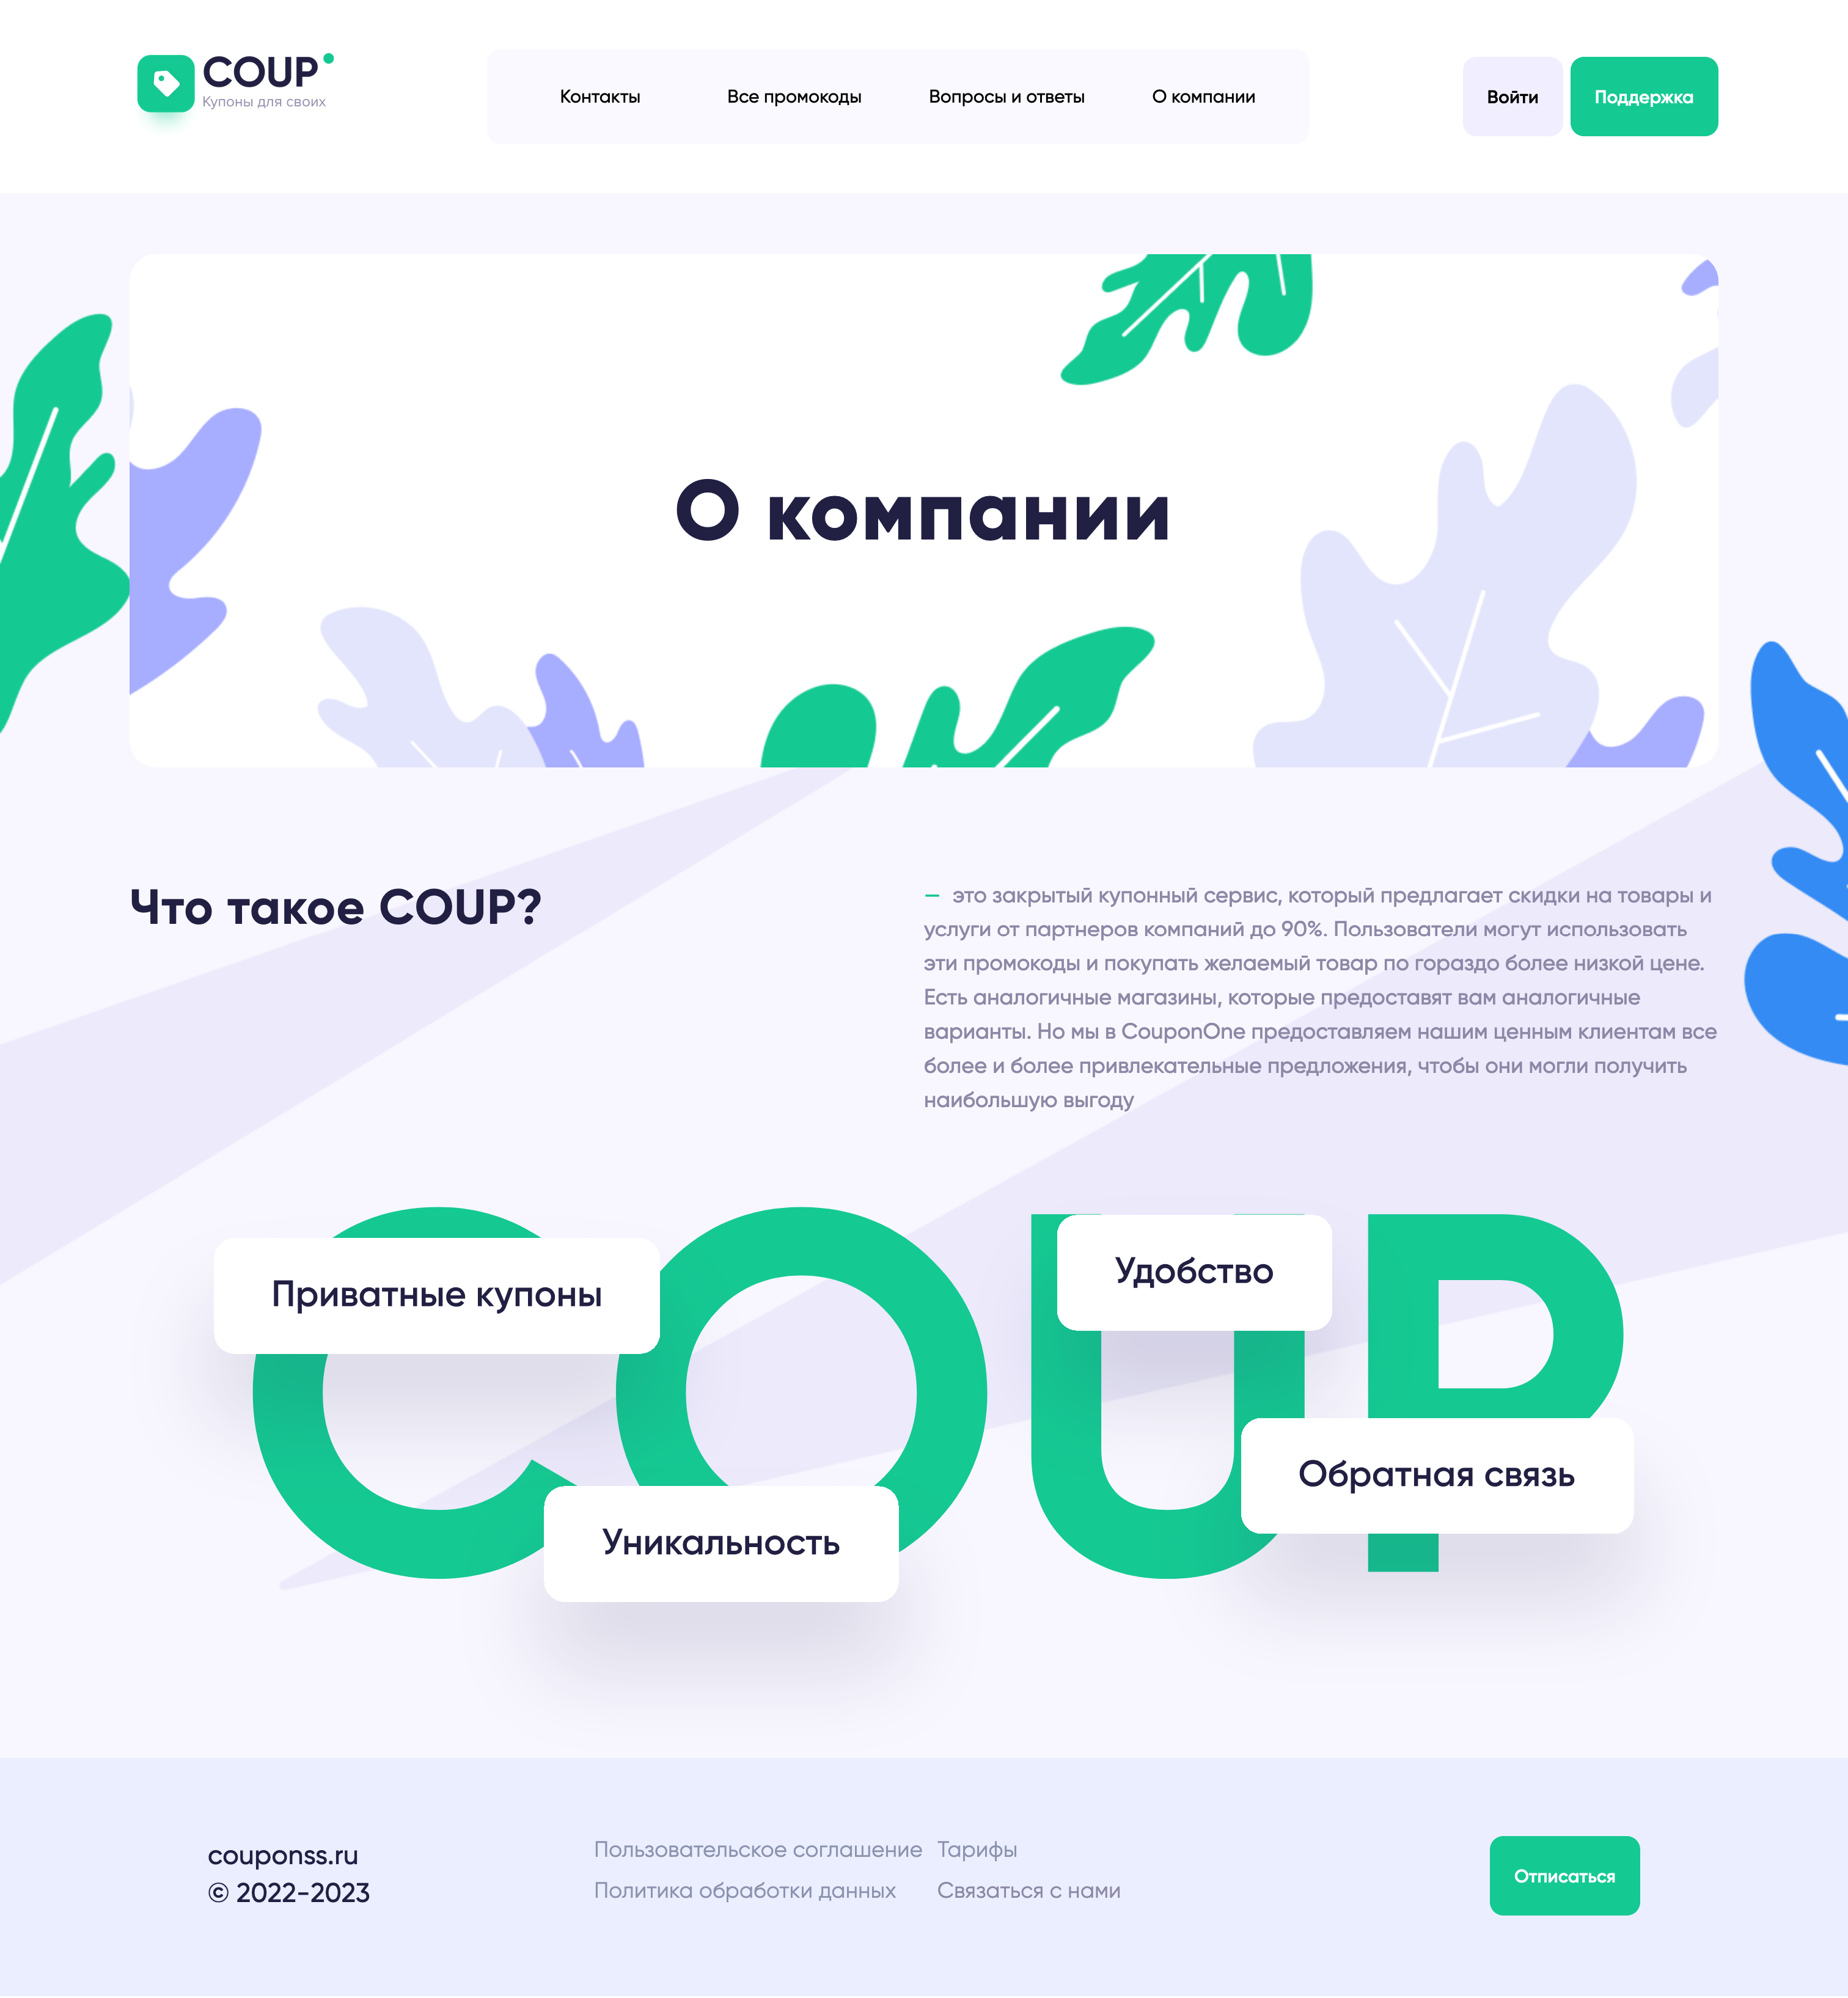 COUP
Купоны для своих
Контакты
Все промокоды
Вопросы и ответы
О компании
Войти
Поддержка
О компании
Что такое COUP?
— это закрытый купонный сервис, который предлагает скидки на товары и
услуги от партнеров компаний до 90%. Пользователи могут использовать
эти промокоды и покупать желаемый товар по гораздо более низкой цене.
Есть аналогичные магазины, которые предоставят вам аналогичные
варианты. Но мы в CouponOne предоставляем нашим ценным клиентам все
более и более привлекательные предложения, чтобы они могли получить
наибольшую выгоду
COUP
Приватные купоны
Удобство
Обратная связь
Уникальность
couponss.ru
© 2022-2023
Пользовательское соглашение
Тарифы
Политика обработки данных
Связаться с нами
Отписаться